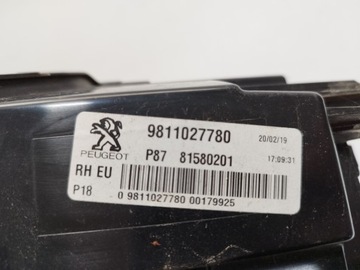 9811027780 20/02/19
PEUGEOT P87 81580201 17:09:31
RH EU
P18 0 9811027780 00179925